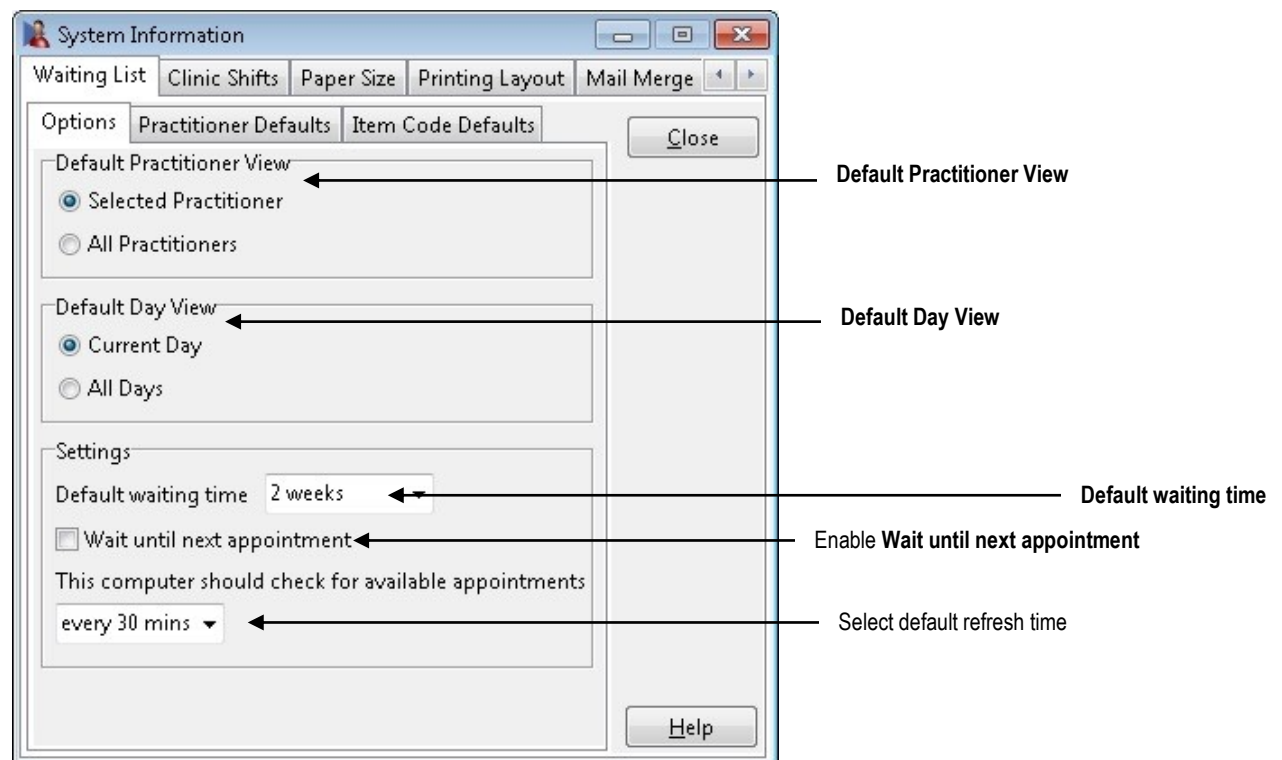 System Information
Waiting List Clinic Shifts Paper Size Printing Layout Mail Merge
Options Practitioner Defaults Item Code Defaults
Close
Default Practitioner View
Selected Practitioner
All Practitioners
Default Day View
Current Day
All Days
Settings
Default waiting time 2 weeks
Wait until next appointment
This computer should check for available appointments
every 30 mins
Help
Default Practitioner View
Default Day View
Default waiting time
Enable Wait until next appointment
Select default refresh time